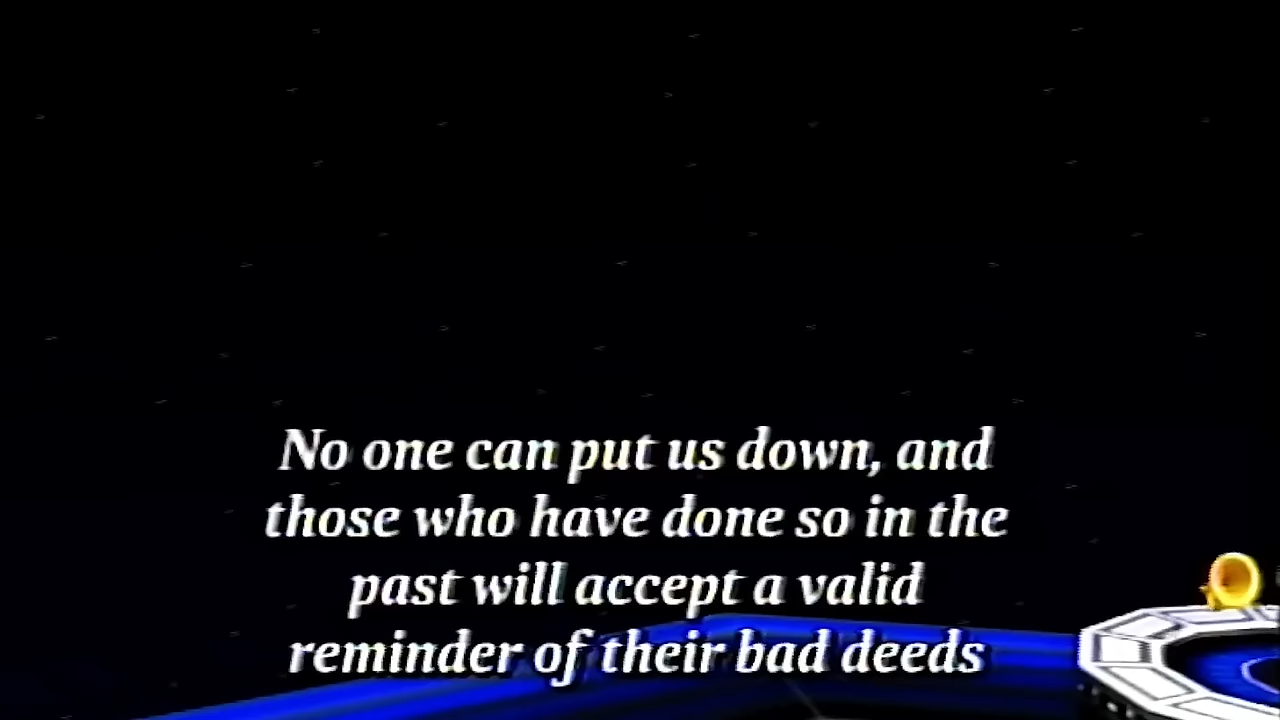 No one can put us down, and
those who have done so in the
past will accept a valid
reminder of their bad deeds